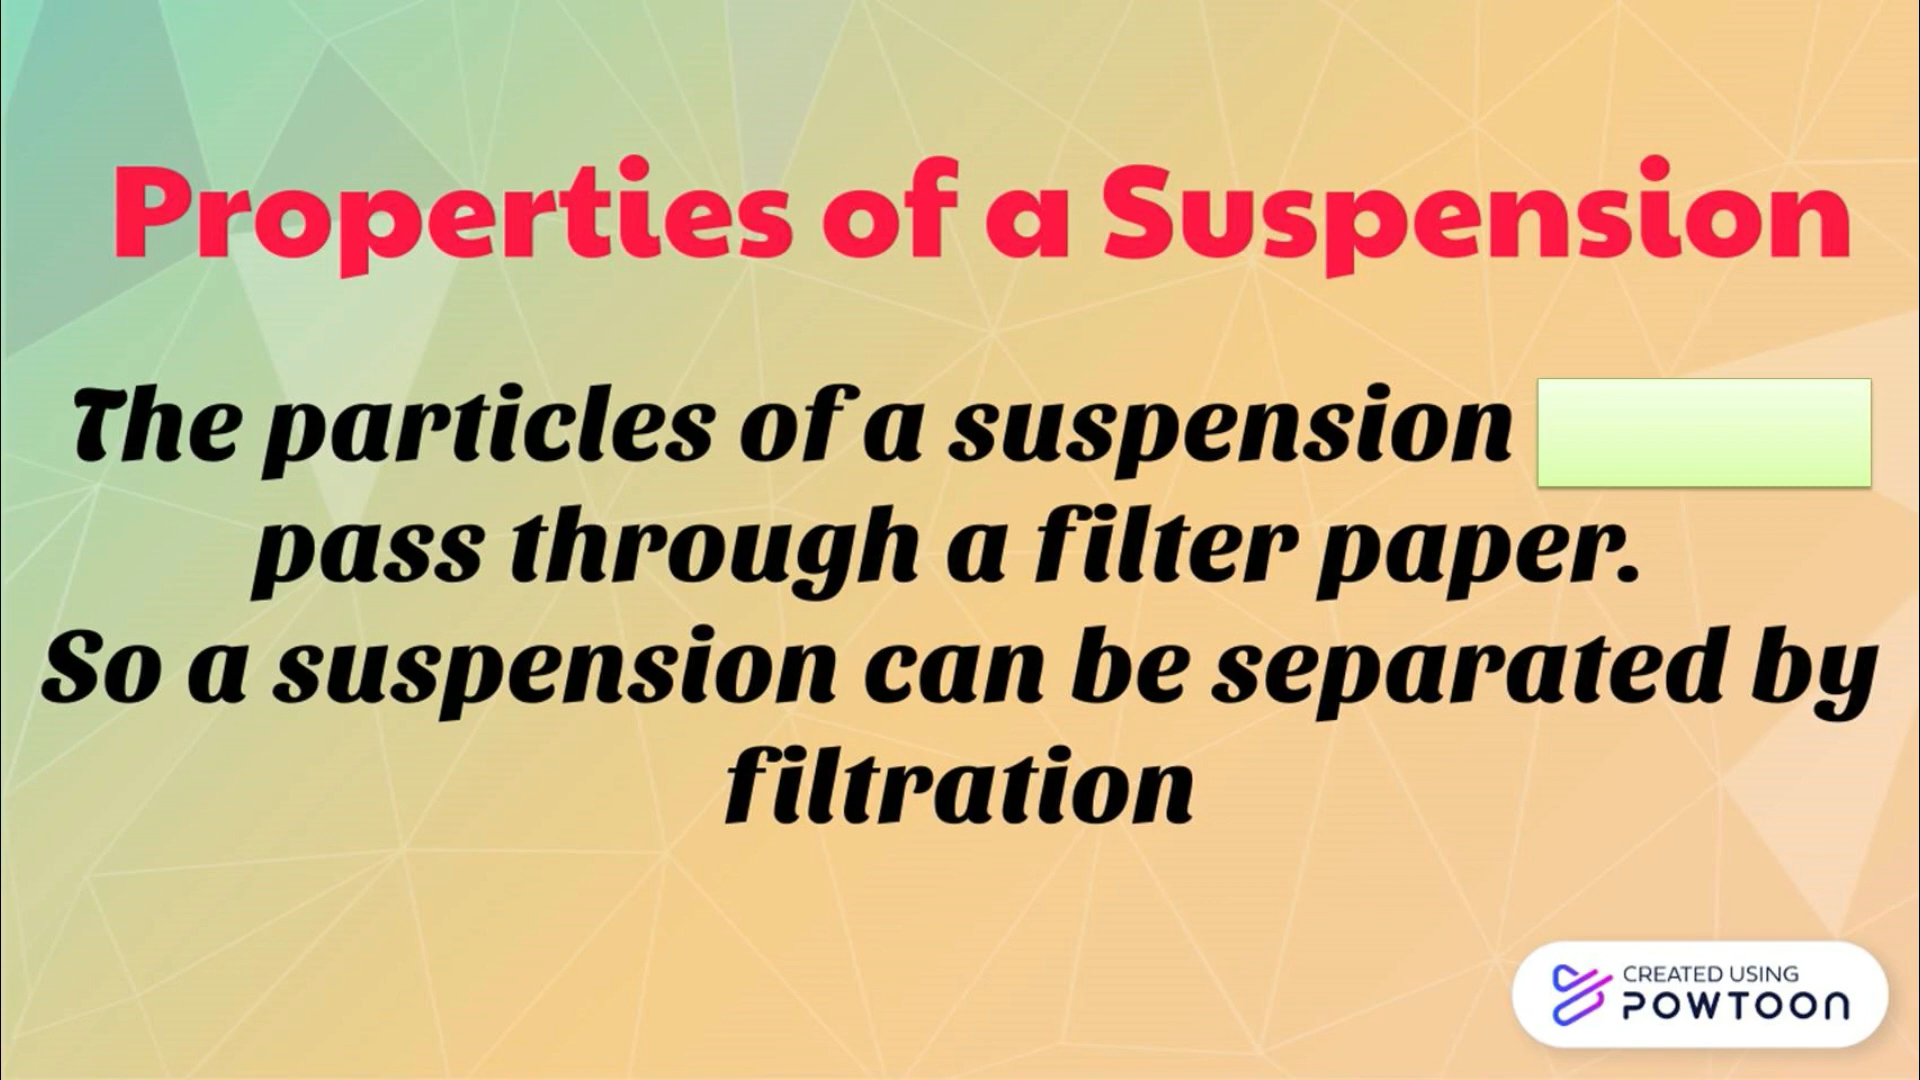 Properties of a Suspension
The particles of a suspension
pass through a filter paper.
So a suspension can be separated by
filtration
CREATED USING
POWTOON